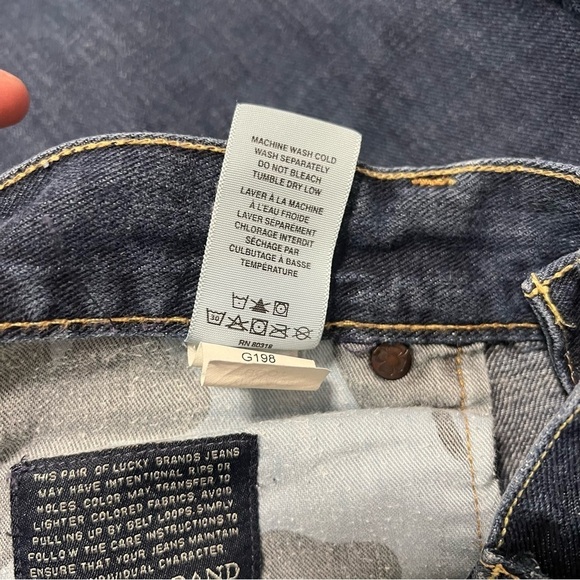 MACHINE WASH COLD
WASH SEPARATELY
DO NOT BLEACH
TUMBLE DRY LOW
LAVER À LA MACHINE
À L'EAU FROIDE
LAVER SÉPARÉMENT
CHLORAGE INTERDIT
SÉCHAGE PAR
CULBUTAGE À BASSE
TEMPÉRATURE
30
RN 80318
G198
THIS PAIR OF LUCKY BRANDS JEANS
MAY HAVE INTENTIONAL RIPS OR
HOLES. COLOR MAY TRANSFER TO
LIGHTER COLORED FABRICS. AVOID
PULLING UP BY BELT LOOPS. SIMPLY
FOLLOW THE CARE INSTRUCTIONS TO
ENSURE THAT YOUR JEANS MAINTAIN
INDIVIDUAL CHARACTER